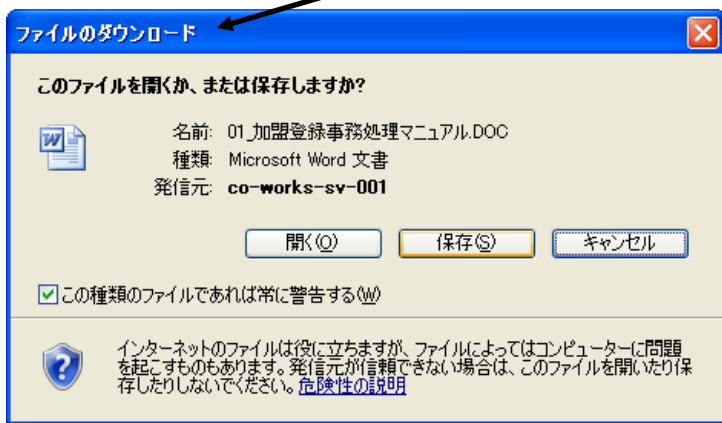 ファイルのダウンロード
このファイルを開くか、または保存しますか?
名前: 01_加盟登録事務処理マニュアル.DOC
種類: Microsoft Word 文書
発信元: co-works-sv-001
開く(O) 保存(S) キャンセル
この種類のファイルであれば常に警告する(W)
インターネットのファイルは役に立ちますが、ファイルによってはコンピューターに問題
を起こすものもあります。発信元が信頼できない場合は、このファイルを開いたり保
存したりしないでください。危険性の説明